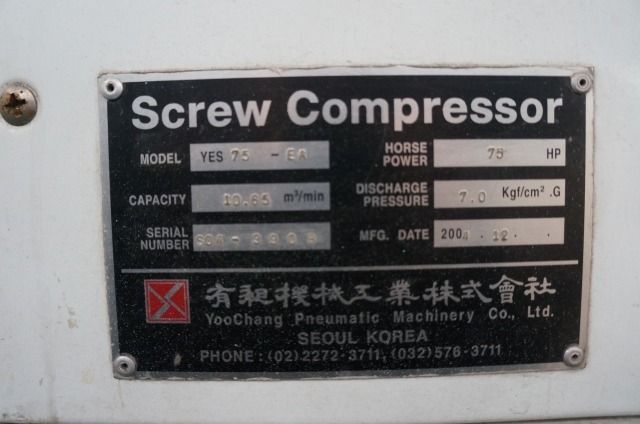 Screw Compressor
MODEL YES 75 - EA HORSE POWER 75 HP
CAPACITY 10.65 m³/min DISCHARGE PRESSURE 7.0 Kgf/cm² .G
SERIAL NUMBER MFG. DATE 2004 . 12 . .
有昶機械工業株式會社
YooChang Pneumatic Machinery Co., Ltd.
SEOUL KOREA
PHONE : (02) 2272-3711, (032) 576-3711